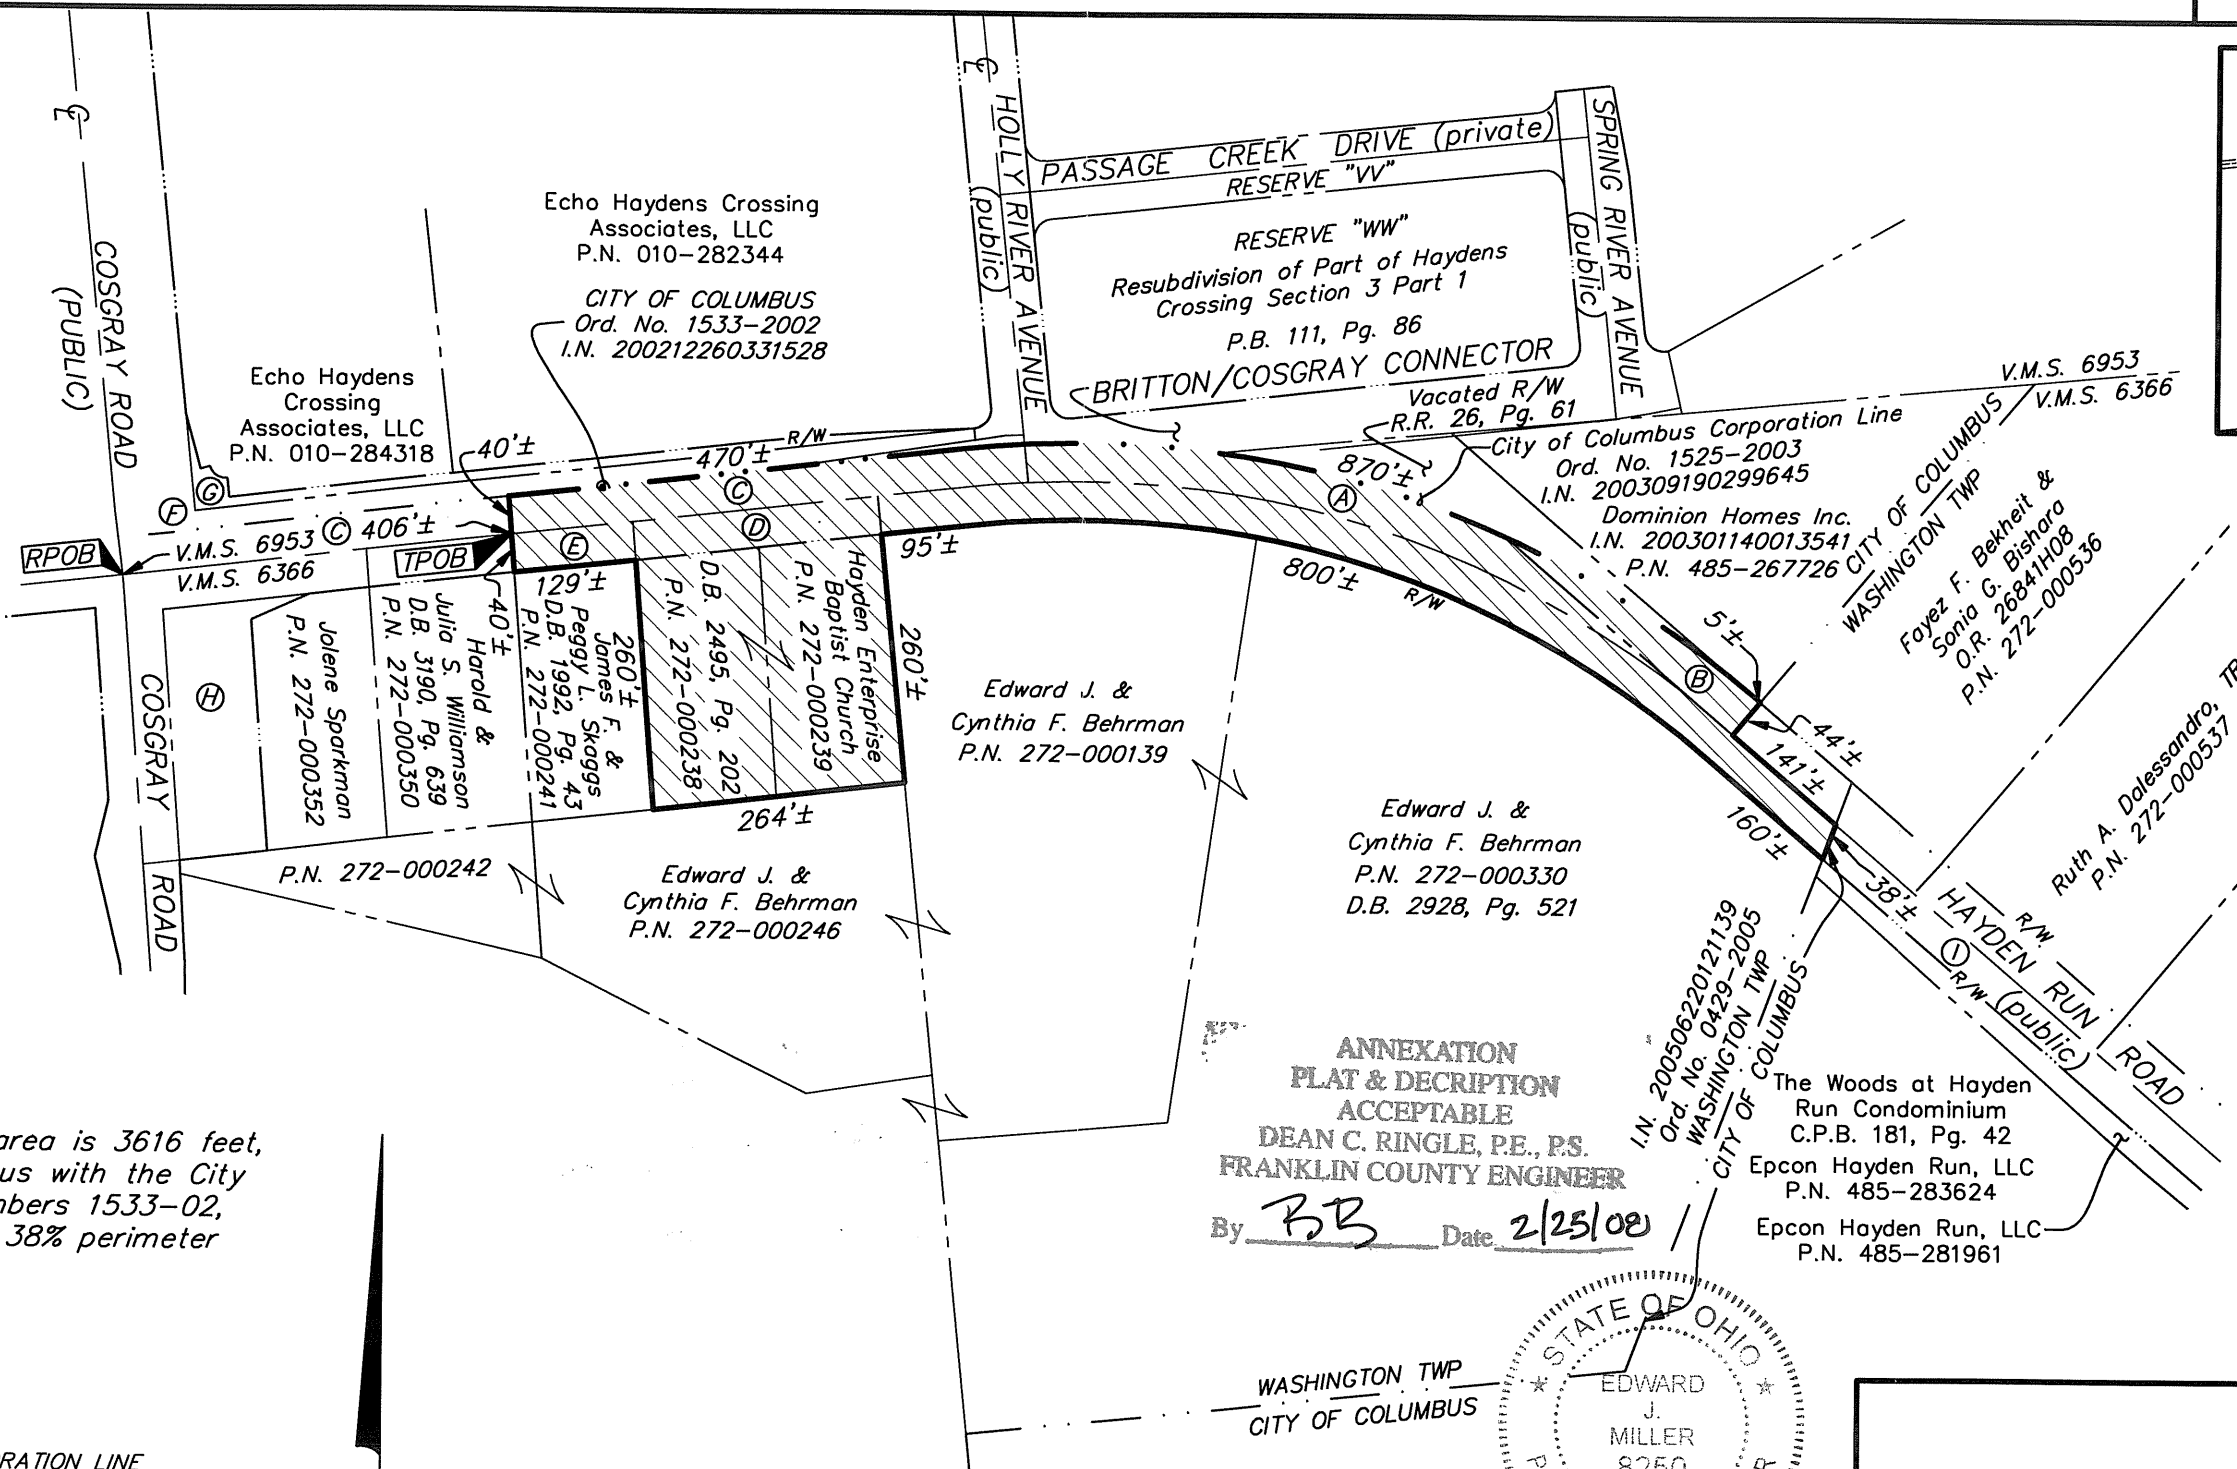 ℄
COSGRAY ROAD
(PUBLIC)
℄
HOLLY RIVER AVENUE
(public)
PASSAGE CREEK DRIVE (private)
RESERVE "VV"
SPRING RIVER AVENUE
(public)
RESERVE "WW"
Resubdivision of Part of Haydens
Crossing Section 3 Part 1
P.B. 111, Pg. 86
BRITTON/COSGRAY CONNECTOR
Vacated R/W
R.R. 26, Pg. 61
Echo Haydens Crossing
Associates, LLC
P.N. 010-282344
CITY OF COLUMBUS
Ord. No. 1533-2002
I.N. 200212260331528
Echo Haydens
Crossing
Associates, LLC
P.N. 010-284318
V.M.S. 6953
V.M.S. 6366
City of Columbus Corporation Line
Ord. No. 1525-2003
I.N. 200309190299645
Dominion Homes Inc.
I.N. 200301140013541
P.N. 485-267726
CITY OF COLUMBUS
WASHINGTON TWP
Fayez F. Bekheit &
Sonia G. Bishara
O.R. 26841H08
P.N. 272-000536
Ruth A. Dalessandro, TR
P.N. 272-000537
40'±
470'±
R/W
870'±
G
F
C
C
D
E
A
B
RPOB
V.M.S. 6953
V.M.S. 6366
406'±
TPOB
40'±
129'±
95'±
800'±
R/W
5'±
44'±
141'±
160'±
38'±
260'±
260'±
264'±
H
COSGRAY
ROAD
Jolene Sparkman
P.N. 272-000352
Harold &
Julia S. Williamson
D.B. 3190, Pg. 639
P.N. 272-000350
James F. &
Peggy L. Skaggs
D.B. 1992, Pg. 43
P.N. 272-000241
D.B. 2495, Pg. 202
P.N. 272-000238
Hayden Enterprise
Baptist Church
P.N. 272-000239
Edward J. &
Cynthia F. Behrman
P.N. 272-000139
P.N. 272-000242
Edward J. &
Cynthia F. Behrman
P.N. 272-000246
Edward J. &
Cynthia F. Behrman
P.N. 272-000330
D.B. 2928, Pg. 521
HAYDEN RUN ROAD
(public)
R/W
I
R/W
I.N. 200506220121139
Ord. No. 0429-2005
WASHINGTON TWP
CITY OF COLUMBUS
The Woods at Hayden
Run Condominium
C.P.B. 181, Pg. 42
Epcon Hayden Run, LLC
P.N. 485-283624
Epcon Hayden Run, LLC
P.N. 485-281961
ANNEXATION
PLAT & DECRIPTION
ACCEPTABLE
DEAN C. RINGLE, P.E., P.S.
FRANKLIN COUNTY ENGINEER
By BB Date 2/25/08
area is 3616 feet,
us with the City
nbers 1533-02,
38% perimeter
RATION LINE
WASHINGTON TWP
CITY OF COLUMBUS
STATE OF OHIO
EDWARD
J.
MILLER
8250